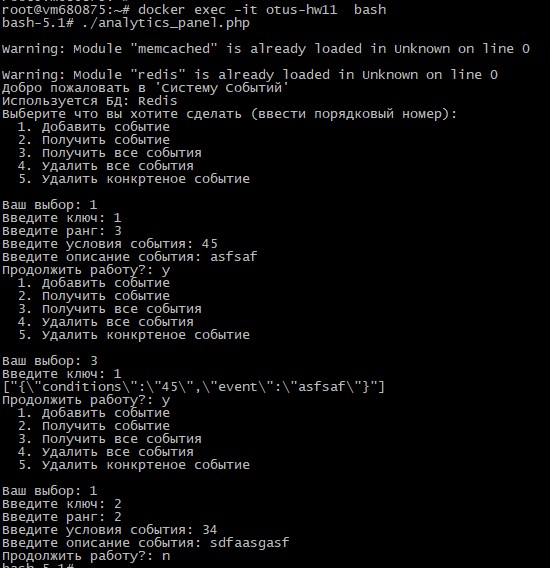 root@vm680875:~# docker exec -it otus-hw11  bash
bash-5.1# ./analytics_panel.php
Warning: Module "memcached" is already loaded in Unknown on line 0
Warning: Module "redis" is already loaded in Unknown on line 0
Добро пожаловать в 'Систему Событий'
Используется БД: Redis
Выберите что вы хотите сделать (ввести порядковый номер):
1. Добавить событие
2. Получить событие
3. Получить все события
4. Удалить все события
5. Удалить конкртеное событие
Ваш выбор: 1
Введите ключ: 1
Введите ранг: 3
Введите условия события: 45
Введите описание события: asfsaf
Продолжить работу?: y
1. Добавить событие
2. Получить событие
3. Получить все события
4. Удалить все события
5. Удалить конкртеное событие
Ваш выбор: 3
Введите ключ: 1
["{\"conditions\":\"45\",\"event\":\"asfsaf\"}"]
Продолжить работу?: y
1. Добавить событие
2. Получить событие
3. Получить все события
4. Удалить все события
5. Удалить конкртеное событие
Ваш выбор: 1
Введите ключ: 2
Введите ранг: 2
Введите условия события: 34
Введите описание события: sdfaasgasf
Продолжить работу?: n
bash-5.1#